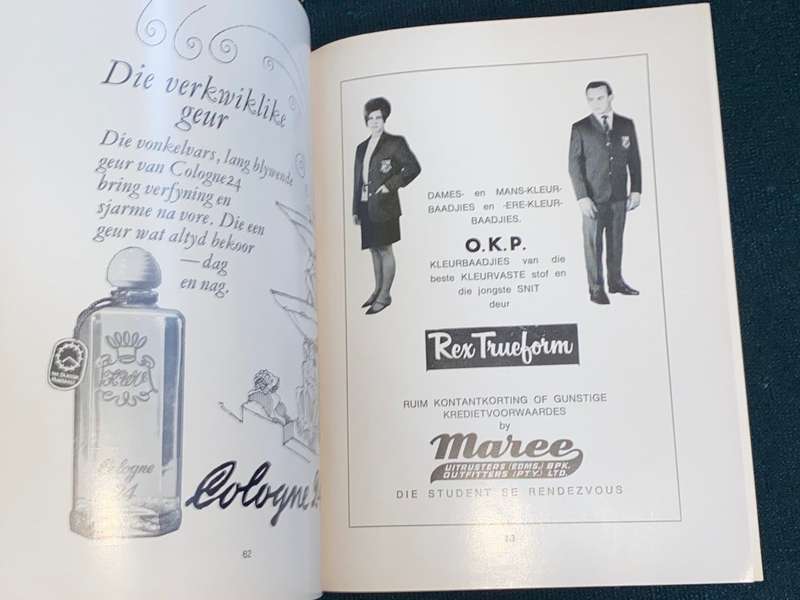 Die verkwiklike
geur
Die vonkelvars, lang blywende
geur van Cologne24
bring verfyning en
sjarme na vore. Die een
geur wat altyd bekoor
—dag
en nag.
Cologne
Cologne
62
DAMES- en MANS-KLEUR-
BAADJIES en -ERE-KLEUR-
BAADJIES.
O.K.P.
KLEURBAADJIES van die
beste KLEURVASTE stof en
die jongste SNIT
deur
Rex Trueform
RUIM KONTANTKORTING OF GUNSTIGE
KREDIETVOORWAARDES
by
Maree
UITRUSTERS (EDMS.) BPK.
OUTFITTERS (PTY.) LTD.
DIE STUDENT SE RENDEZVOUS